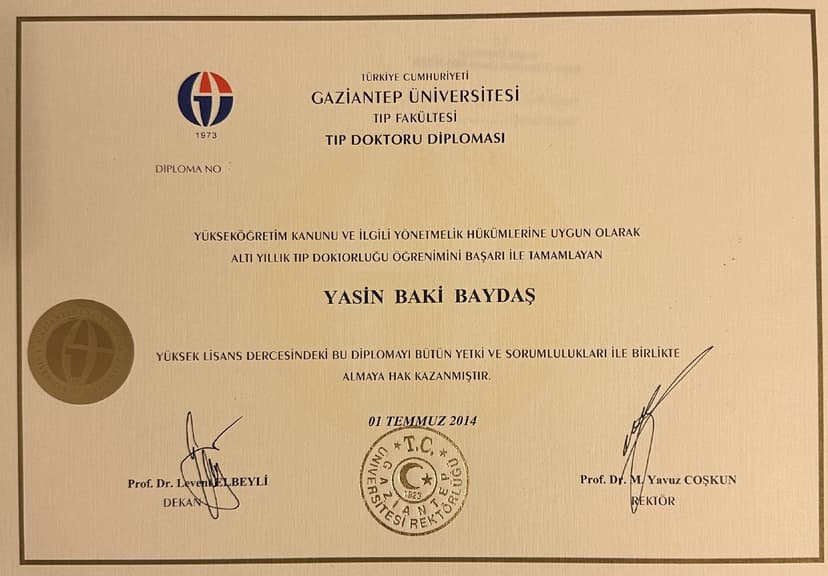 TÜRKİYE CUMHURİYETİ
GAZİANTEP ÜNİVERSİTESİ
TIP FAKÜLTESİ
TIP DOKTORU DİPLOMASI
1973
DİPLOMA NO :
YÜKSEKÖĞRETİM KANUNU VE İLGİLİ YÖNETMELİK HÜKÜMLERİNE UYGUN OLARAK
ALTI YILLIK TIP DOKTORLUĞU ÖĞRENİMİNİ BAŞARI İLE TAMAMLAYAN
YASİN BAKİ BAYDAŞ
YÜKSEK LİSANS DERCESİNDEKİ BU DİPLOMAYI BÜTÜN YETKİ VE SORUMLULUKLARI İLE BİRLİKTE
ALMAYA HAK KAZANMIŞTIR.
01 TEMMUZ 2014
T.C.
GAZİANTEP
ÜNİVERSİTESİ REKTÖRLÜĞÜ
1923
Prof. Dr. Levent ELBEYLİ
DEKAN
Prof. Dr. M. Yavuz COŞKUN
REKTÖR